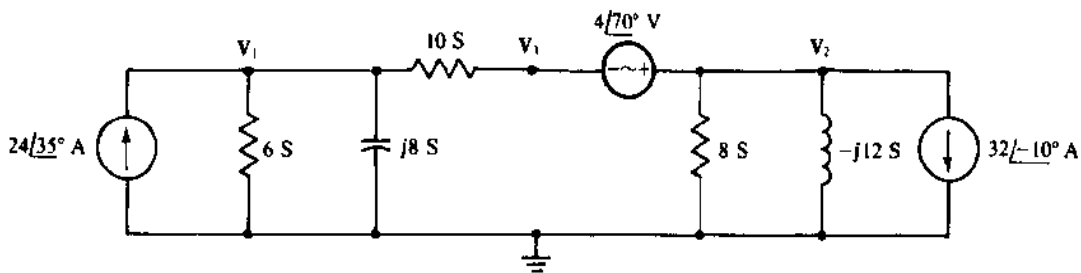 4/70° V
10 S
V₁
V₃
V₂
− ~ +
24/35° A
6 S
j8 S
8 S
−j12 S
32/−10° A